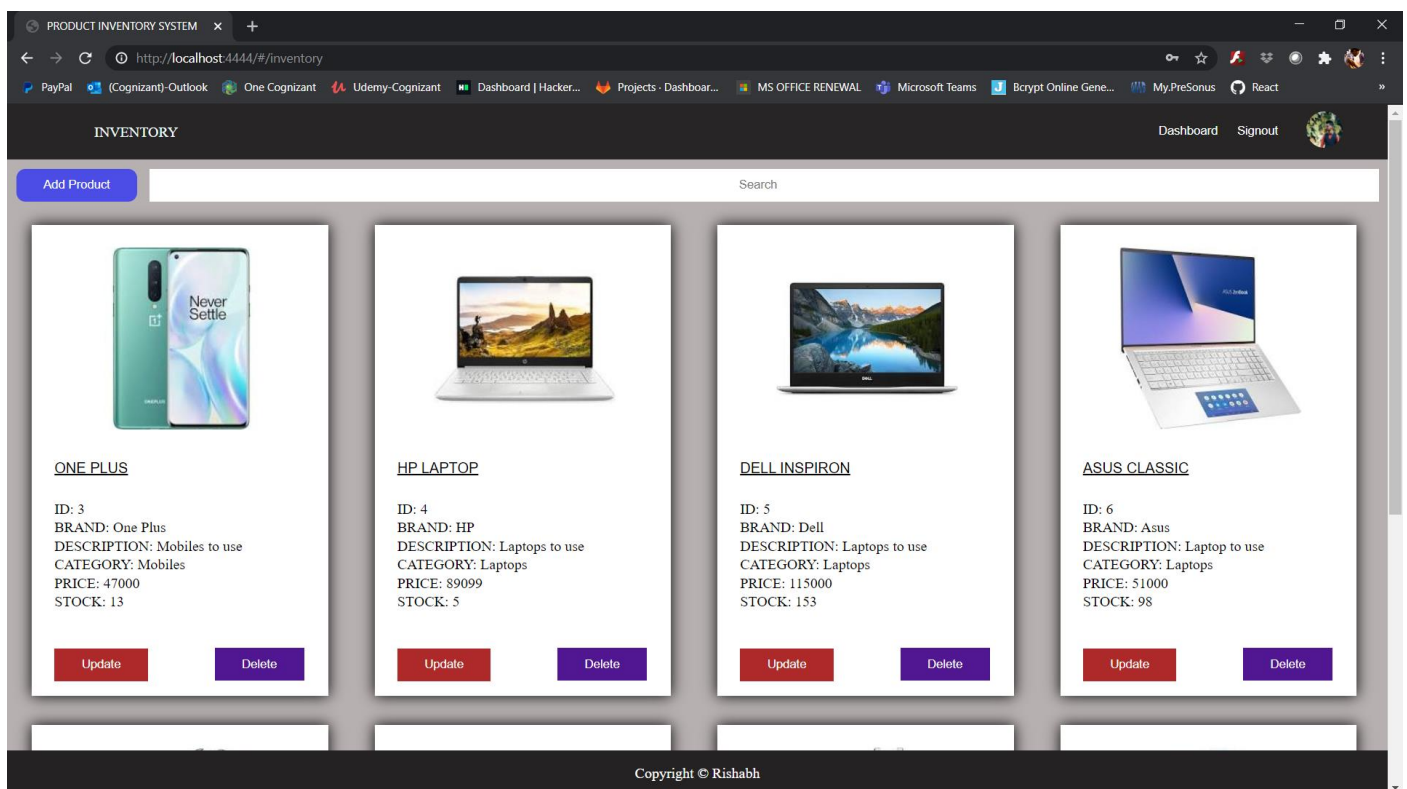 PRODUCT INVENTORY SYSTEM
http://localhost:4444/#/inventory
PayPal (Cognizant)-Outlook One Cognizant Udemy-Cognizant Dashboard | Hacker... Projects · Dashboar... MS OFFICE RENEWAL Microsoft Teams Bcrypt Online Gene... My.PreSonus React »
INVENTORY Dashboard Signout
Add Product Search
Never
Settle
ONEPLUS
ONE PLUS
ID: 3
BRAND: One Plus
DESCRIPTION: Mobiles to use
CATEGORY: Mobiles
PRICE: 47000
STOCK: 13
Update Delete
HP LAPTOP
ID: 4
BRAND: HP
DESCRIPTION: Laptops to use
CATEGORY: Laptops
PRICE: 89099
STOCK: 5
Update Delete
DELL
DELL INSPIRON
ID: 5
BRAND: Dell
DESCRIPTION: Laptops to use
CATEGORY: Laptops
PRICE: 115000
STOCK: 153
Update Delete
ASUS CLASSIC
ID: 6
BRAND: Asus
DESCRIPTION: Laptop to use
CATEGORY: Laptops
PRICE: 51000
STOCK: 98
Update Delete
Copyright © Rishabh